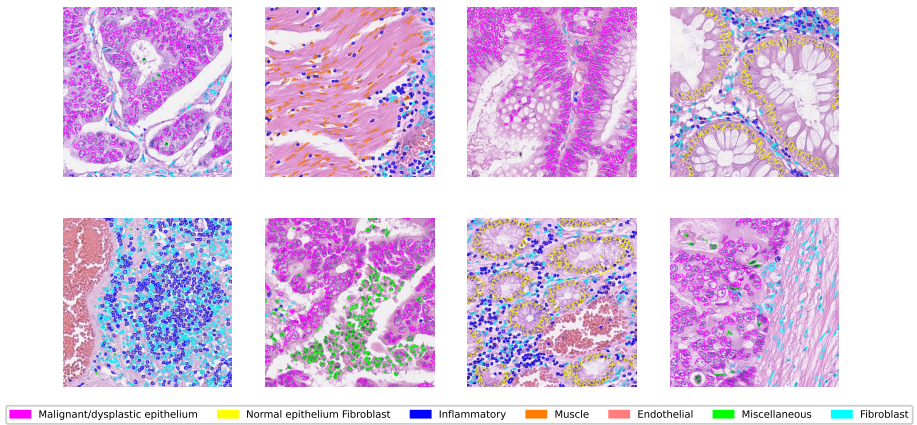 Malignant/dysplastic epithelium Normal epithelium Fibroblast Inflammatory Muscle Endothelial Miscellaneous Fibroblast